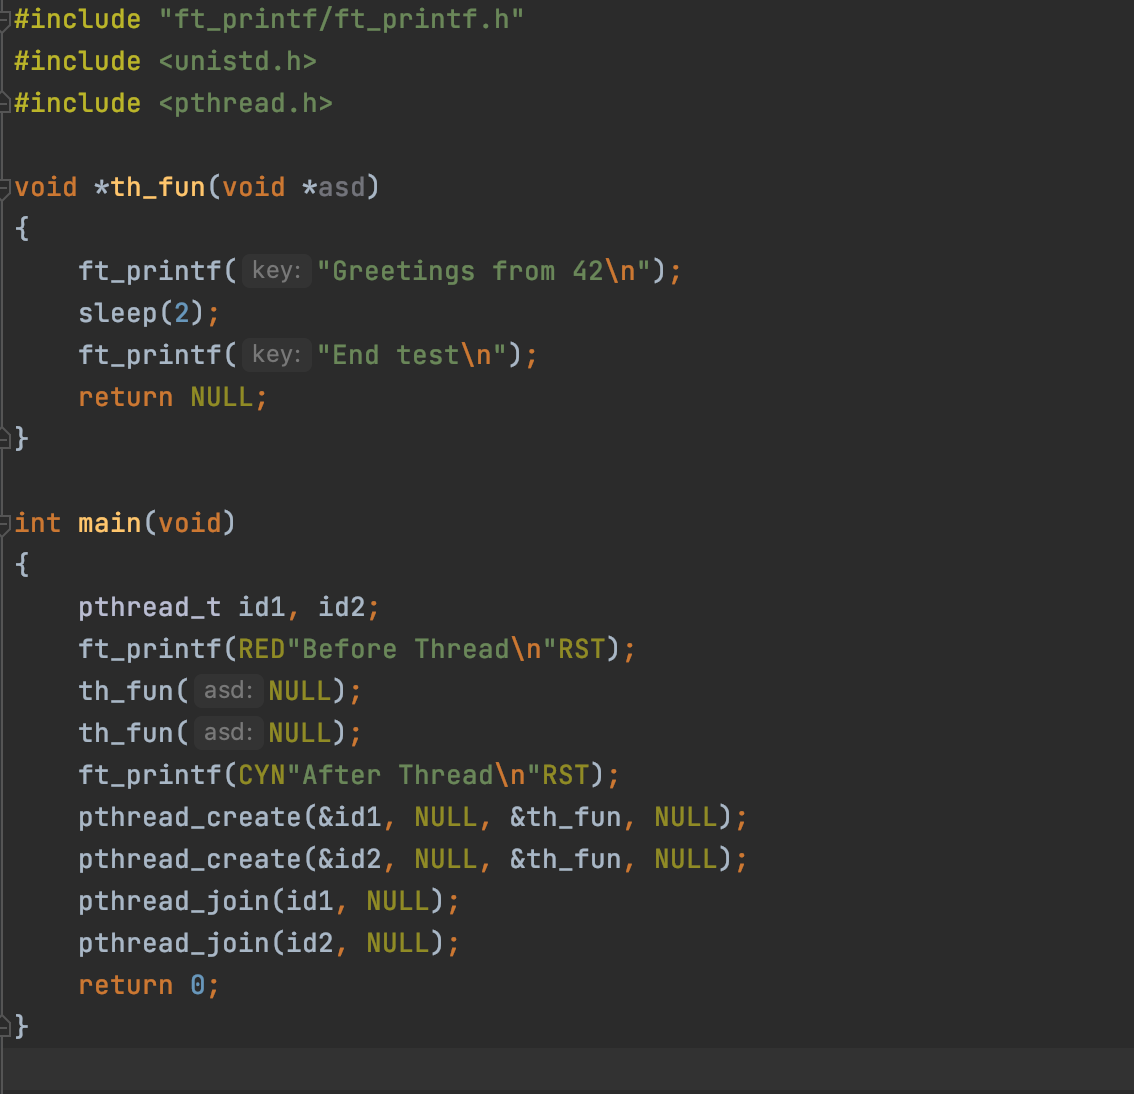 #include "ft_printf/ft_printf.h"
#include <unistd.h>
#include <pthread.h>
void *th_fun(void *asd)
{
ft_printf( key: "Greetings from 42\n");
sleep(2);
ft_printf( key: "End test\n");
return NULL;
}
int main(void)
{
pthread_t id1, id2;
ft_printf(RED"Before Thread\n"RST);
th_fun( asd: NULL);
th_fun( asd: NULL);
ft_printf(CYN"After Thread\n"RST);
pthread_create(&id1, NULL, &th_fun, NULL);
pthread_create(&id2, NULL, &th_fun, NULL);
pthread_join(id1, NULL);
pthread_join(id2, NULL);
return 0;
}